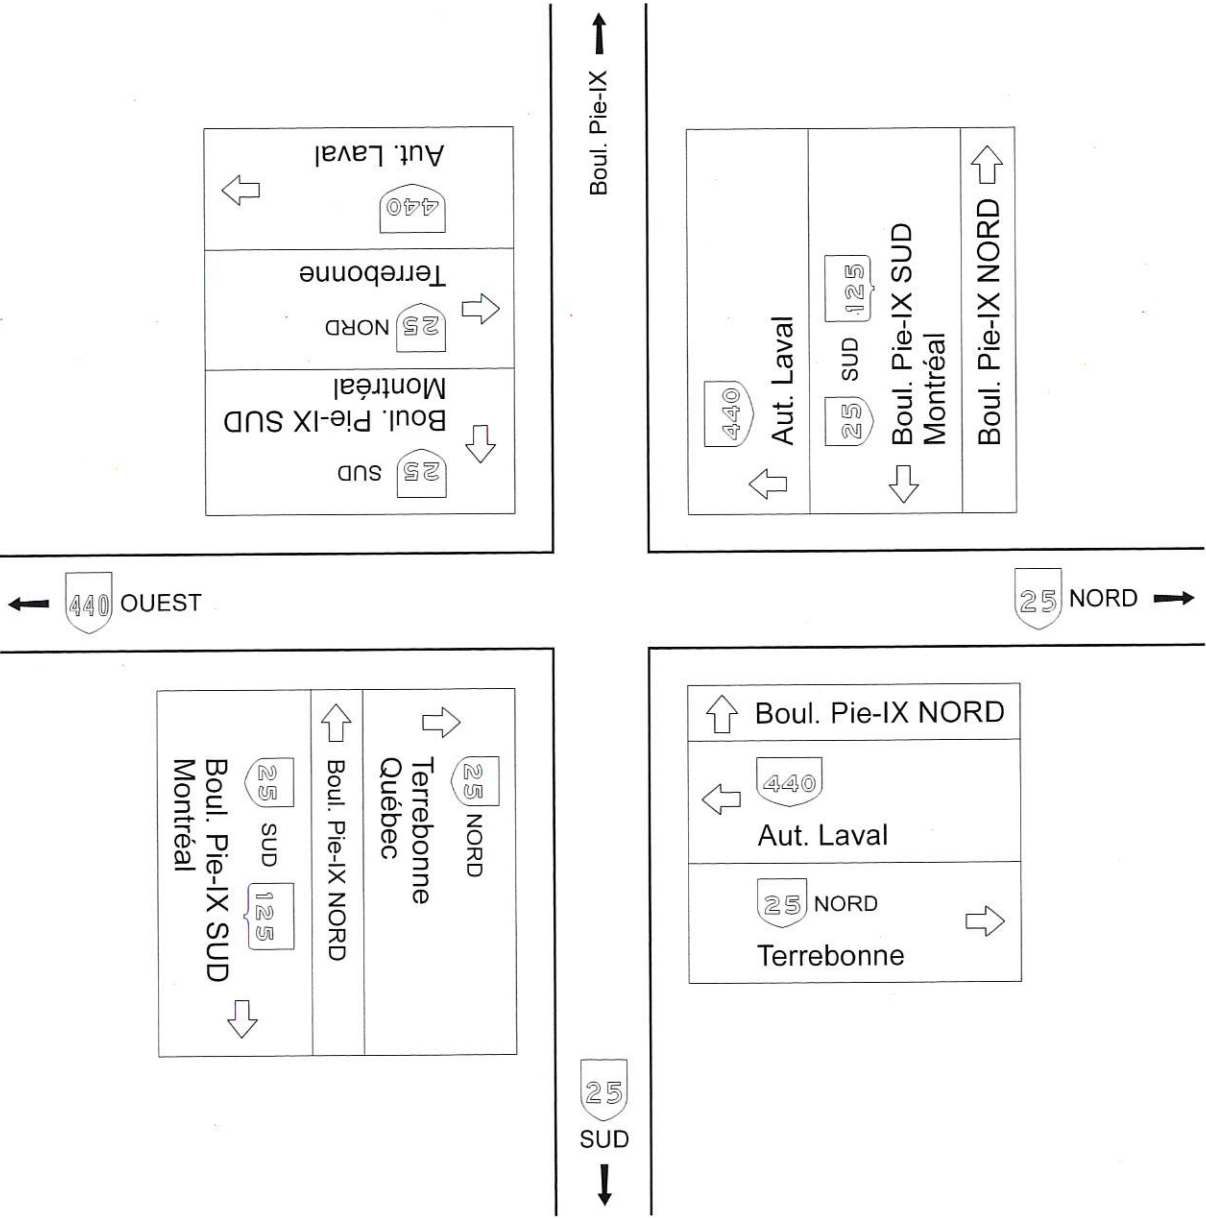 Boul. Pie-IX
440
Aut. Laval
25 NORD
Terrebonne
25 SUD
Boul. Pie-IX SUD
Montréal
440
Aut. Laval
25 SUD 125
Boul. Pie-IX SUD
Montréal
Boul. Pie-IX NORD
440 OUEST
25 NORD
25 NORD
Terrebonne
Québec
Boul. Pie-IX NORD
25 SUD 125
Boul. Pie-IX SUD
Montréal
Boul. Pie-IX NORD
440
Aut. Laval
25 NORD
Terrebonne
25
SUD